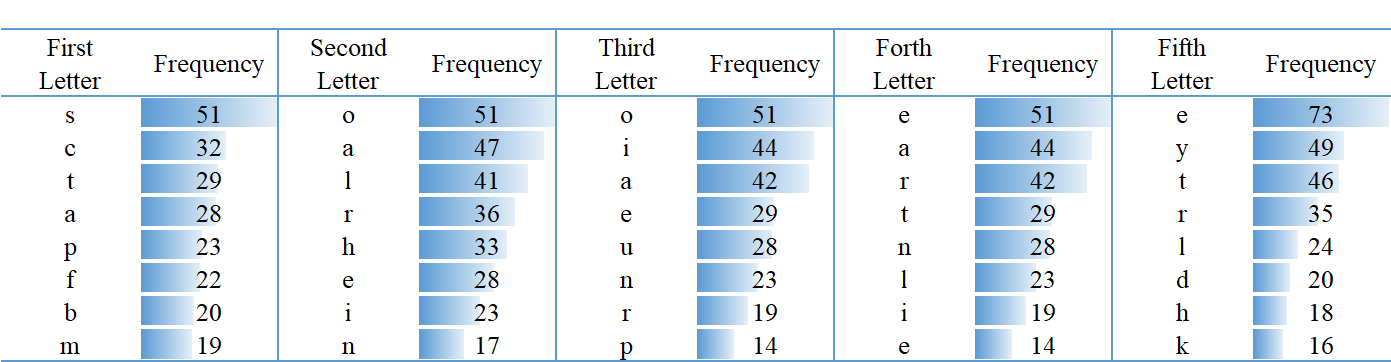 First Letter Frequency Second Letter Frequency Third Letter Frequency Forth Letter Frequency Fifth Letter Frequency
s 51 o 51 o 51 e 51 e 73
c 32 a 47 i 44 a 44 y 49
t 29 l 41 a 42 r 42 t 46
a 28 r 36 e 29 t 29 r 35
p 23 h 33 u 28 n 28 l 24
f 22 e 28 n 23 l 23 d 20
b 20 i 23 r 19 i 19 h 18
m 19 n 17 p 14 e 14 k 16